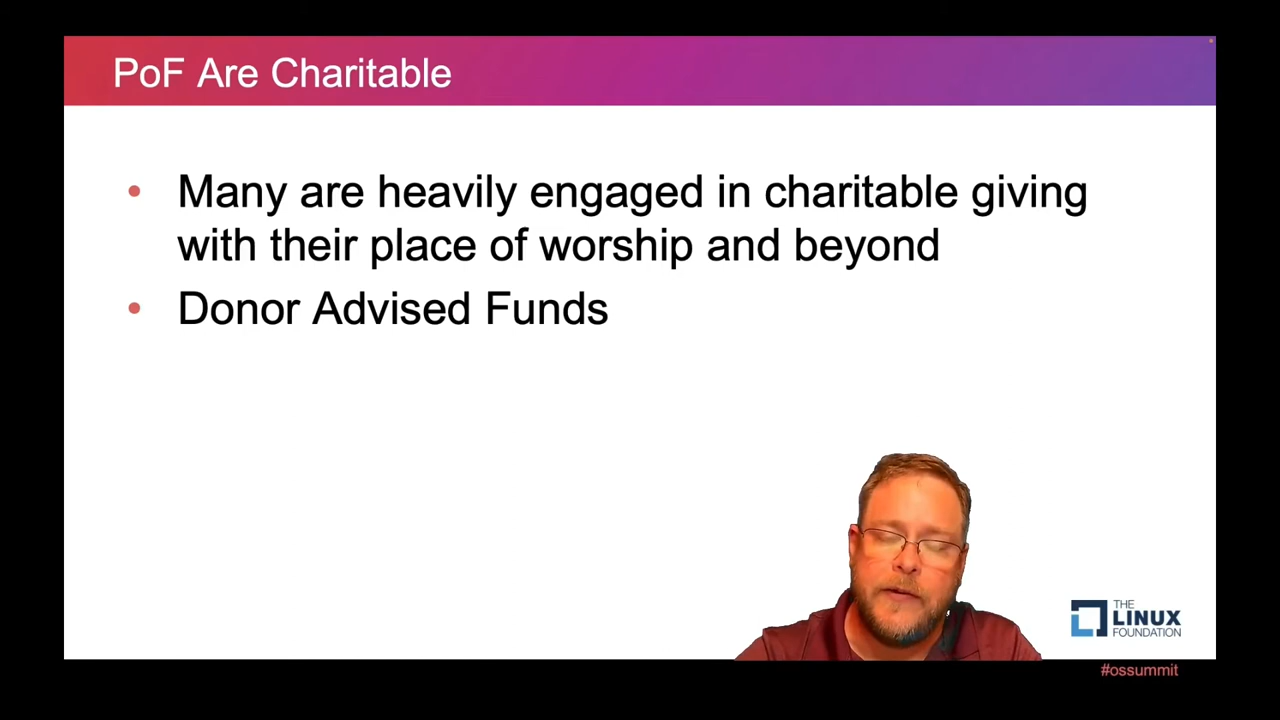 PoF Are Charitable
• Many are heavily engaged in charitable giving
with their place of worship and beyond
• Donor Advised Funds
THE
LINUX
FOUNDATION
#ossummit